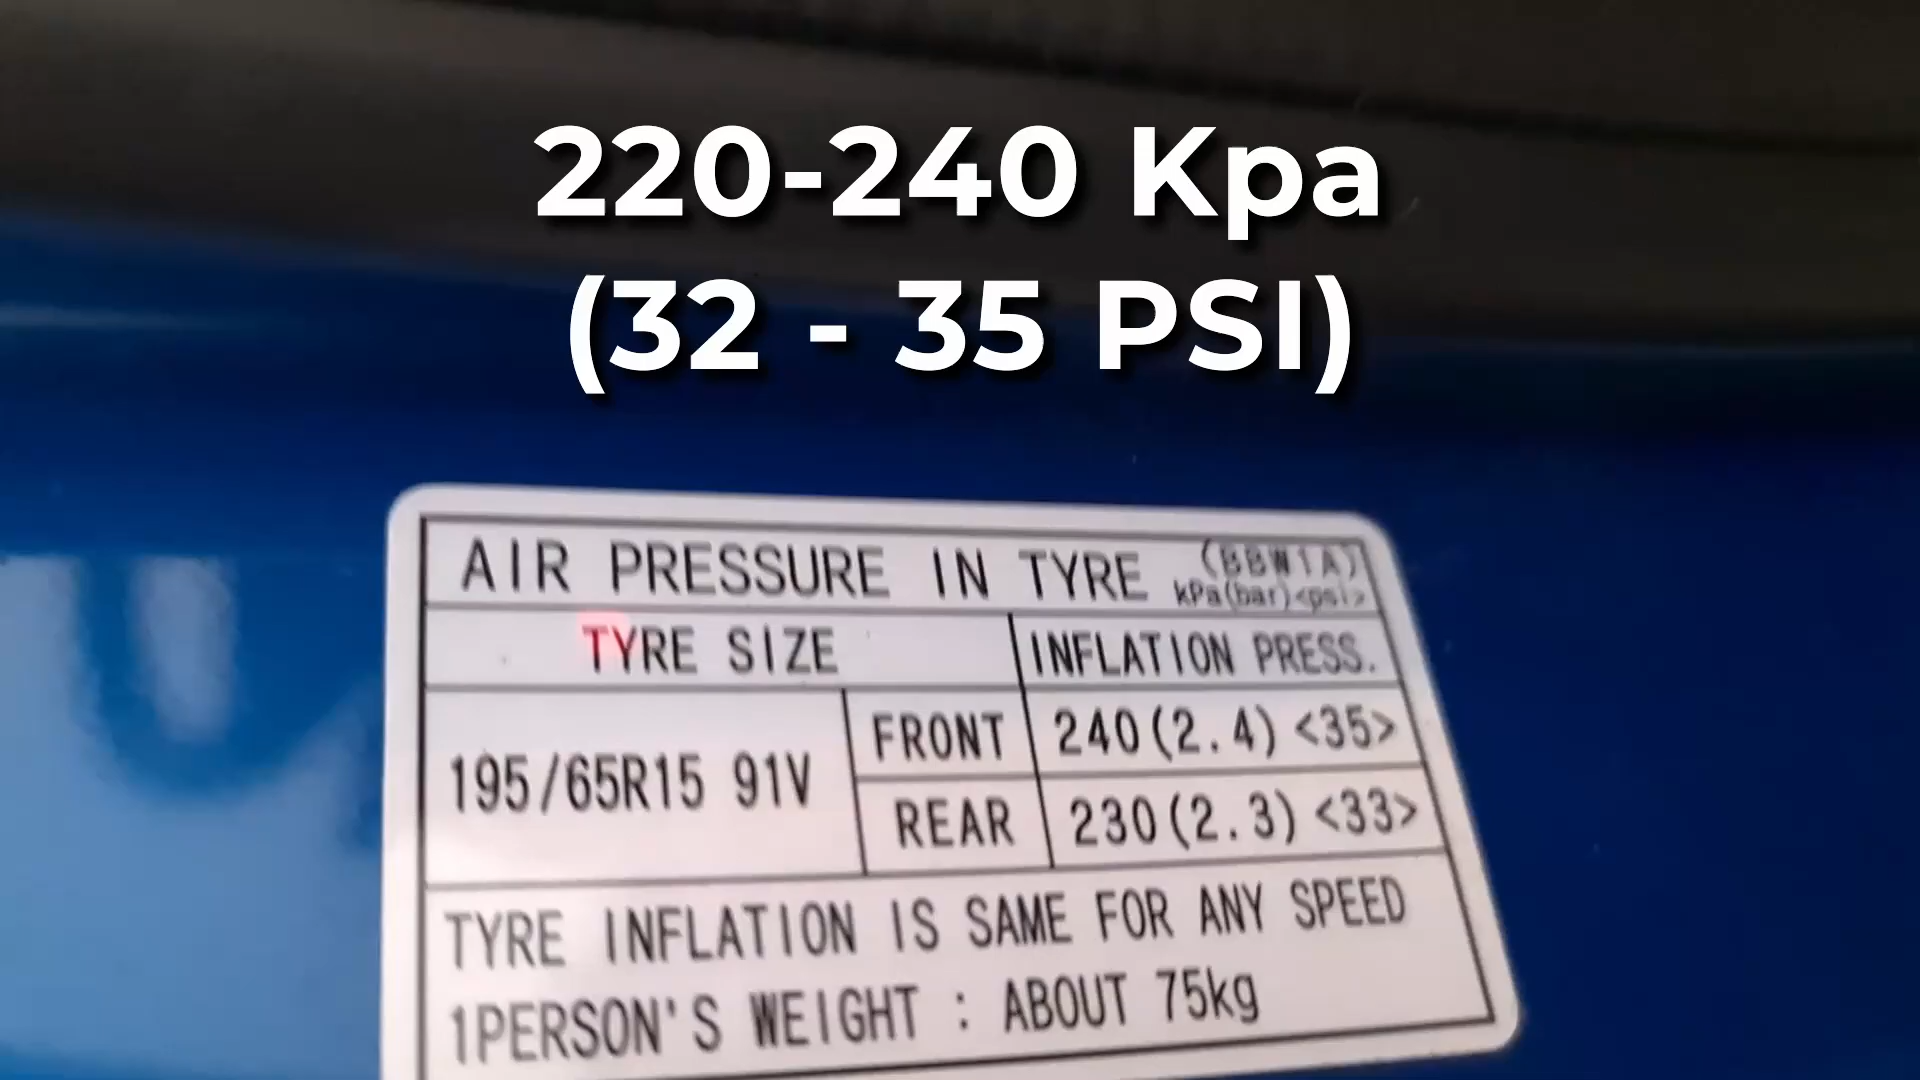 220-240 Kpa
(32 - 35 PSI)
AIR PRESSURE IN TYRE (BBW1A)
kPa(bar)<psi>
TYRE SIZE INFLATION PRESS.
195/65R15 91V FRONT 240(2.4) <35>
REAR 230(2.3) <33>
TYRE INFLATION IS SAME FOR ANY SPEED
1PERSON'S WEIGHT : ABOUT 75kg